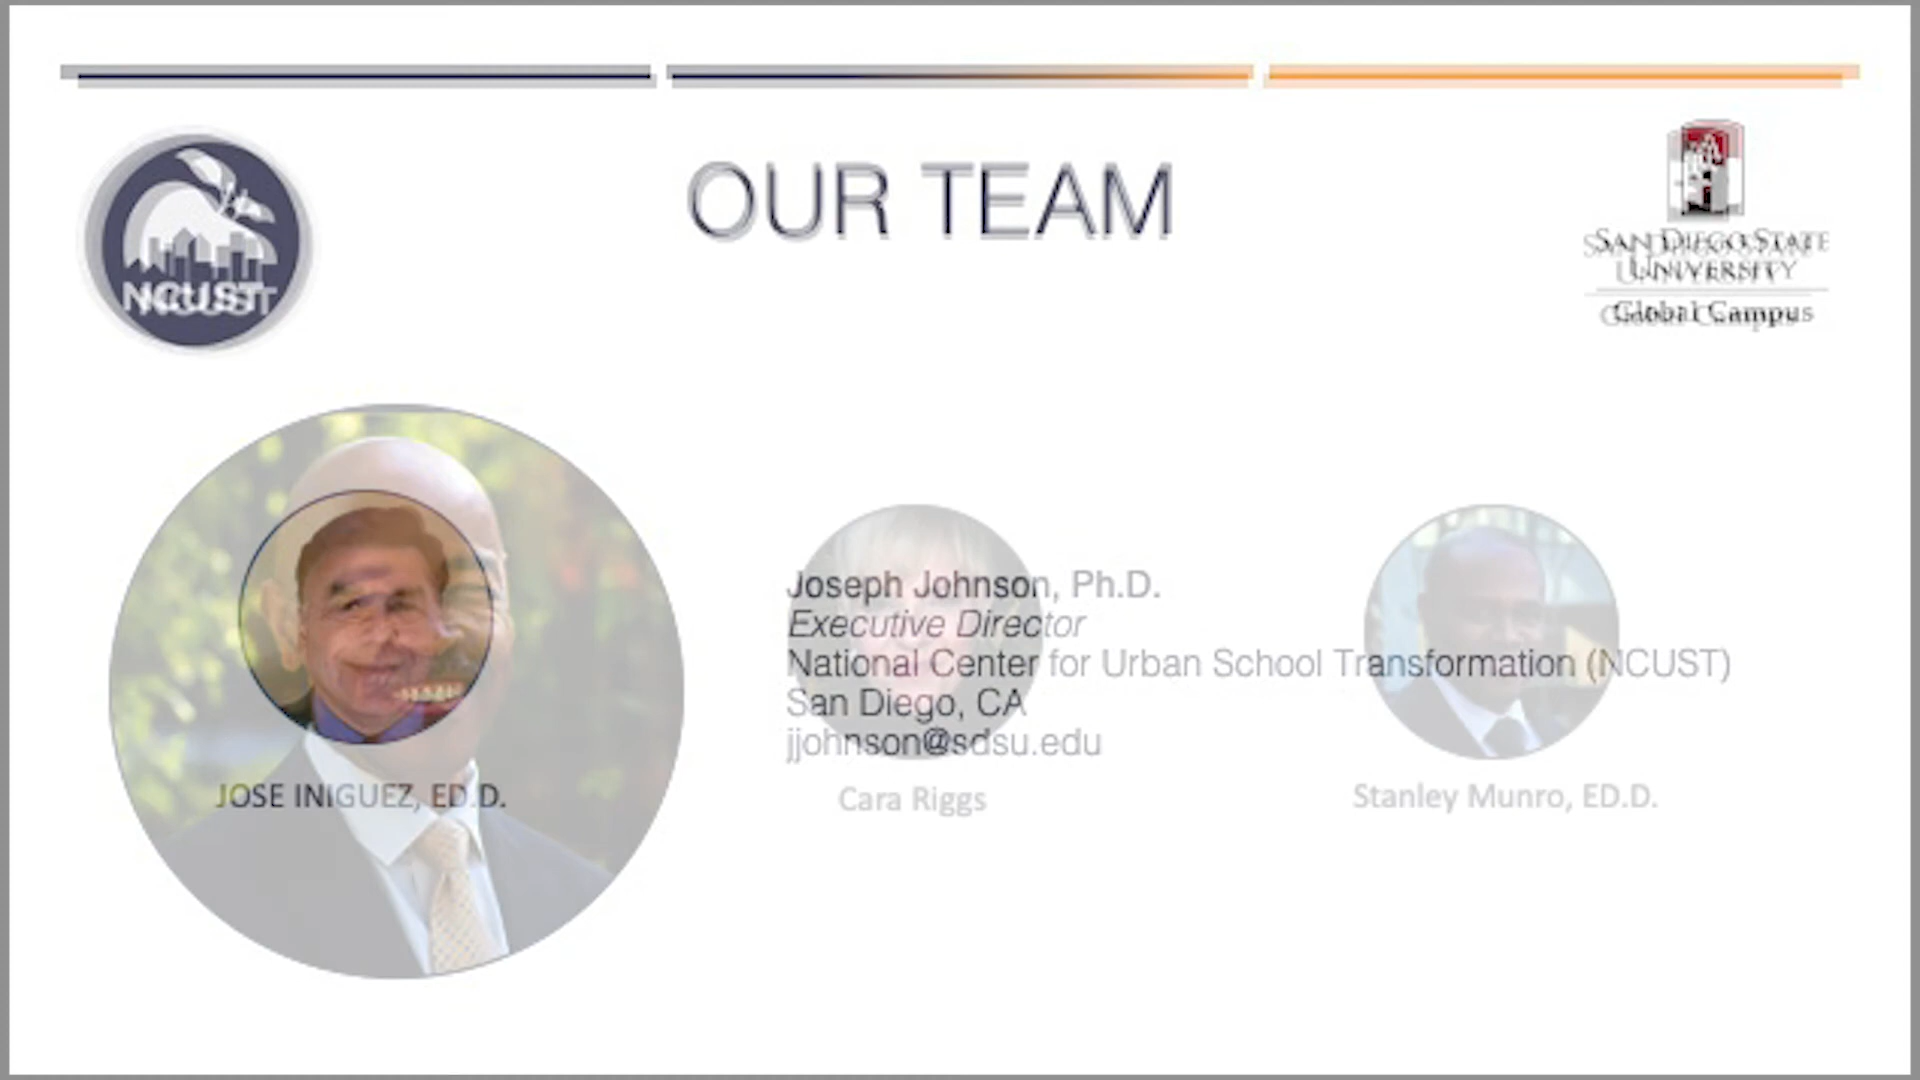 OUR TEAM
NCUST
SAN DIEGO STATE
UNIVERSITY
Global Campus
Joseph Johnson, Ph.D.
Executive Director
National Center for Urban School Transformation (NCUST)
San Diego, CA
jjohnson@sdsu.edu
JOSE INIGUEZ, ED.D.
Cara Riggs
Stanley Munro, ED.D.